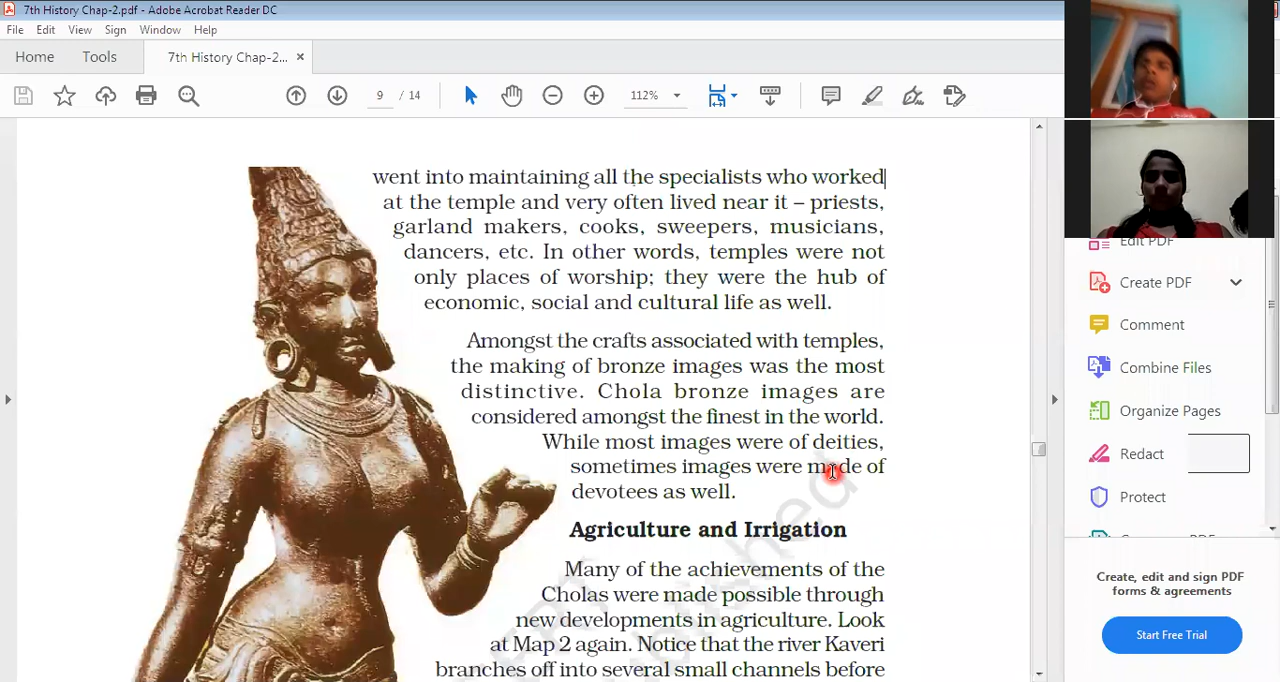 7th History Chap-2.pdf - Adobe Acrobat Reader DC
File Edit View Sign Window Help
Home Tools 7th History Chap-2... ×
9 / 14 112%
went into maintaining all the specialists who worked
at the temple and very often lived near it – priests,
garland makers, cooks, sweepers, musicians,
dancers, etc. In other words, temples were not
only places of worship; they were the hub of
economic, social and cultural life as well.
Amongst the crafts associated with temples,
the making of bronze images was the most
distinctive. Chola bronze images are
considered amongst the finest in the world.
While most images were of deities,
sometimes images were made of
devotees as well.
Agriculture and Irrigation
Many of the achievements of the
Cholas were made possible through
new developments in agriculture. Look
at Map 2 again. Notice that the river Kaveri
branches off into several small channels before
Edit PDF
Create PDF
Comment
Combine Files
Organize Pages
Redact
Protect
Create, edit and sign PDF
forms & agreements
Start Free Trial